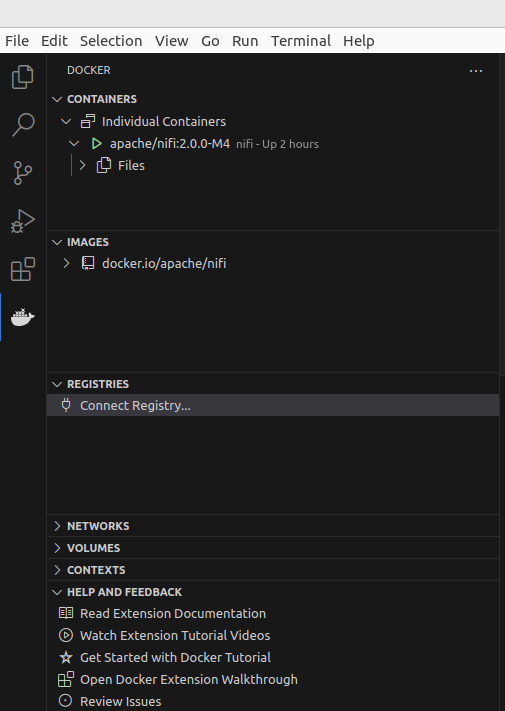 File Edit Selection View Go Run Terminal Help
DOCKER
CONTAINERS
Individual Containers
apache/nifi:2.0.0-M4 nifi - Up 2 hours
Files
IMAGES
docker.io/apache/nifi
REGISTRIES
Connect Registry...
NETWORKS
VOLUMES
CONTEXTS
HELP AND FEEDBACK
Read Extension Documentation
Watch Extension Tutorial Videos
Get Started with Docker Tutorial
Open Docker Extension Walkthrough
Review Issues